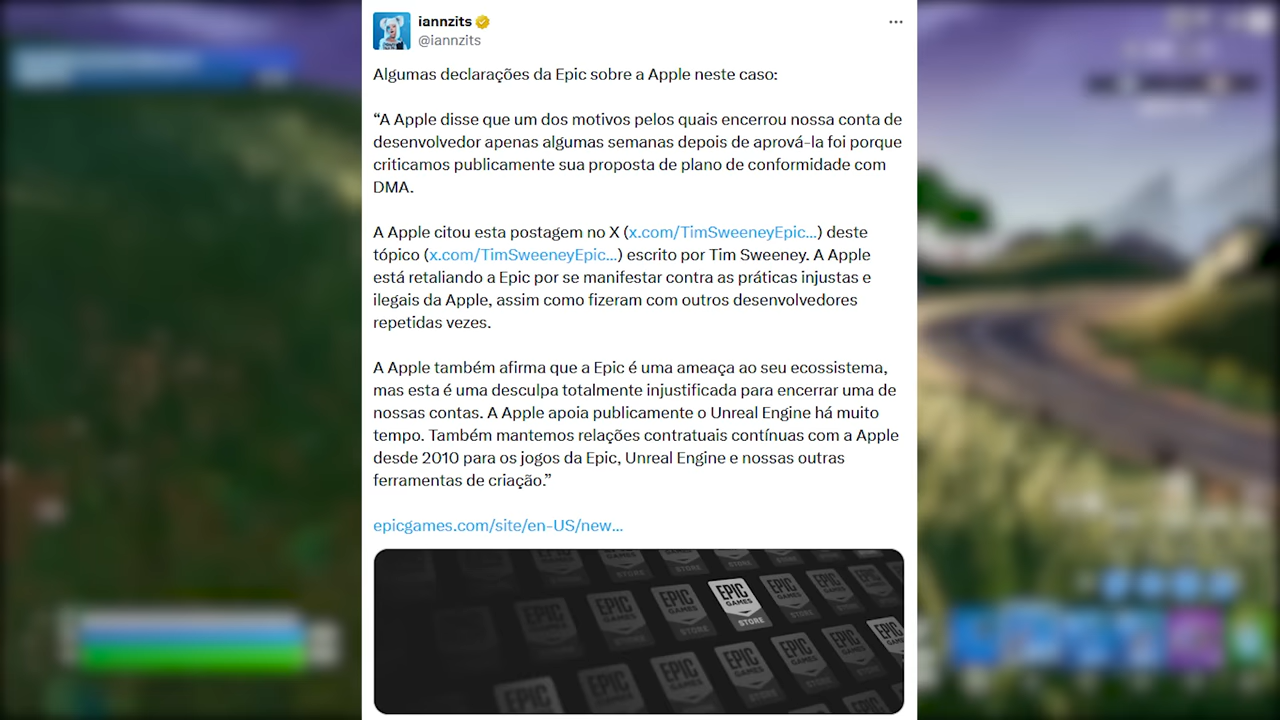 iannzits
@iannzits
Algumas declarações da Epic sobre a Apple neste caso:
“A Apple disse que um dos motivos pelos quais encerrou nossa conta de
desenvolvedor apenas algumas semanas depois de aprová-la foi porque
criticamos publicamente sua proposta de plano de conformidade com
DMA.
A Apple citou esta postagem no X (x.com/TimSweeneyEpic...) deste
tópico (x.com/TimSweeneyEpic...) escrito por Tim Sweeney. A Apple
está retaliando a Epic por se manifestar contra as práticas injustas e
ilegais da Apple, assim como fizeram com outros desenvolvedores
repetidas vezes.
A Apple também afirma que a Epic é uma ameaça ao seu ecossistema,
mas esta é uma desculpa totalmente injustificada para encerrar uma de
nossas contas. A Apple apoia publicamente o Unreal Engine há muito
tempo. Também mantemos relações contratuais contínuas com a Apple
desde 2010 para os jogos da Epic, Unreal Engine e nossas outras
ferramentas de criação.”
epicgames.com/site/en-US/new...
EPIC
GAMES
STORE